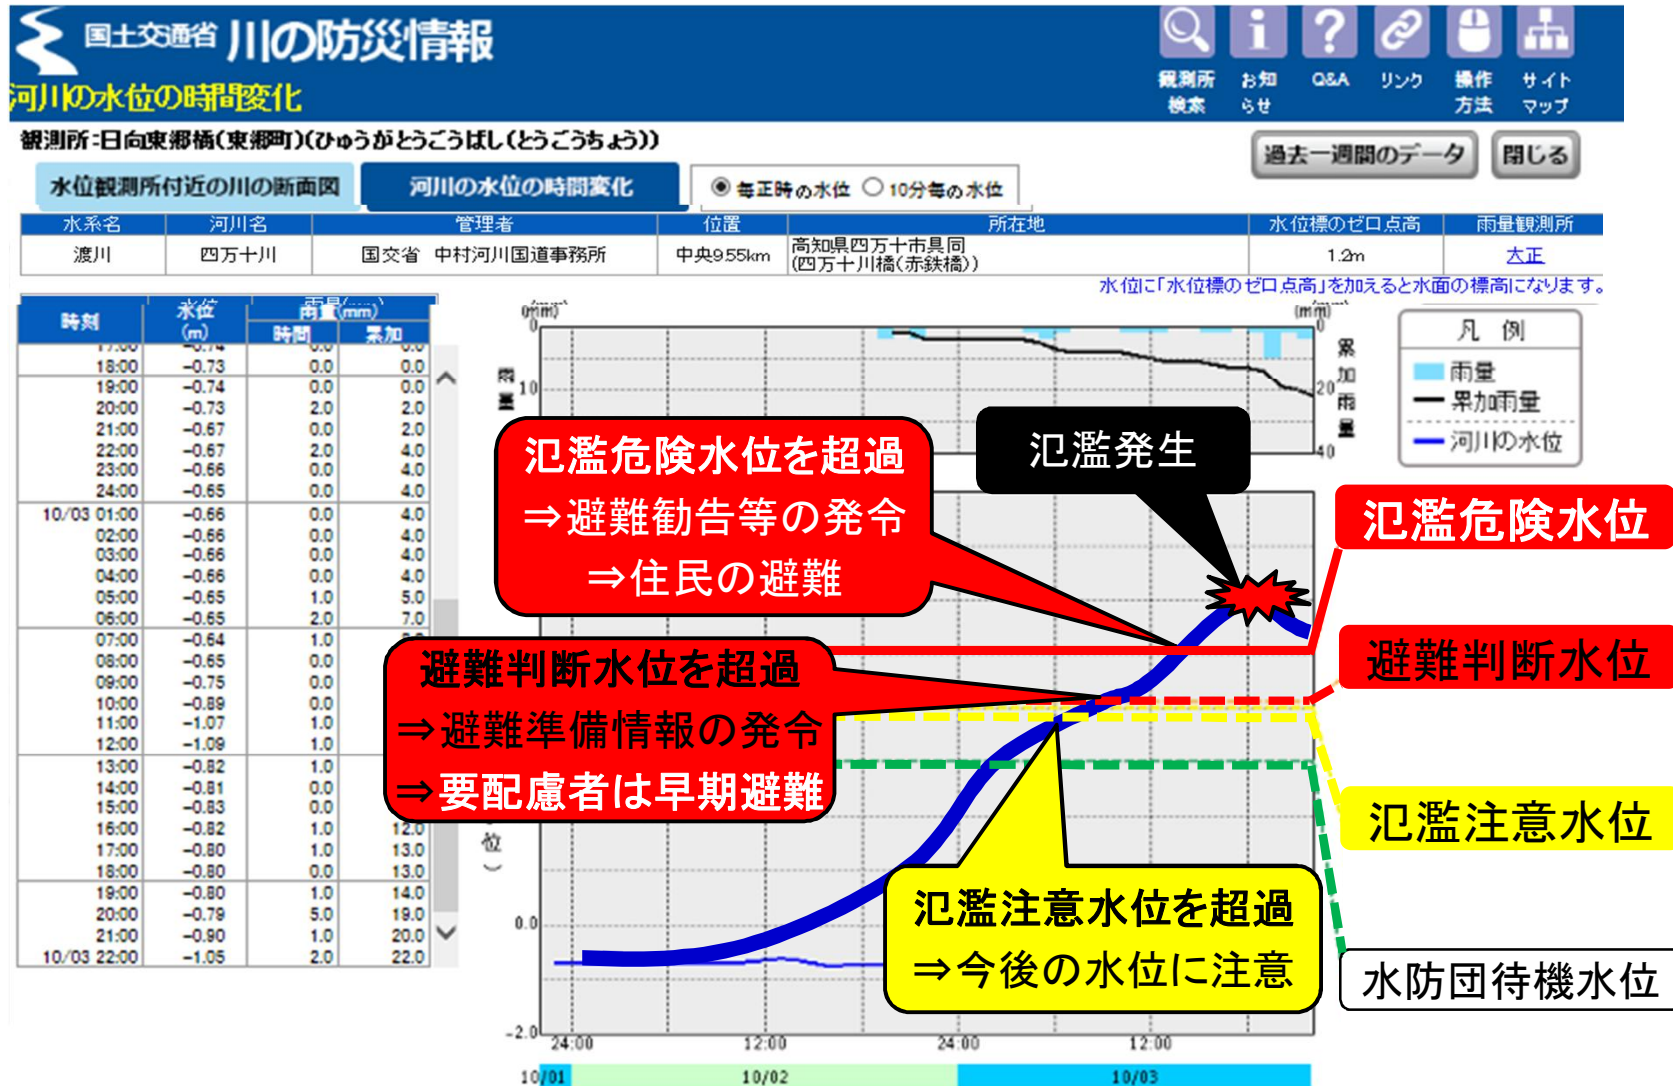 国土交通省 川の防災情報
観測所検索
お知らせ
Q&A
リンク
操作方法
サイトマップ
河川の水位の時間変化
観測所:日向東郷橋(東郷町)(ひゅうがとうごうばし(とうごうちょう))
過去一週間のデータ
閉じる
水位観測所付近の川の断面図
河川の水位の時間変化
毎正時の水位 10分毎の水位
水系名 河川名 管理者 位置 所在地 水位標のゼロ点高 雨量観測所
渡川 四万十川 国交省 中村河川国道事務所 中央9.55km 高知県四万十市具同 (四万十川橋(赤鉄橋)) 1.2m 大正
水位に「水位標のゼロ点高」を加えると水面の標高になります。
時刻 水位(m) 雨量(mm) 時間 累加
17:00 -0.74 0.0 0.0
18:00 -0.73 0.0 0.0
19:00 -0.74 0.0 0.0
20:00 -0.73 2.0 2.0
21:00 -0.67 0.0 2.0
22:00 -0.67 2.0 4.0
23:00 -0.66 0.0 4.0
24:00 -0.65 0.0 4.0
10/03 01:00 -0.66 0.0 4.0
02:00 -0.66 0.0 4.0
03:00 -0.66 0.0 4.0
04:00 -0.66 0.0 4.0
05:00 -0.65 1.0 5.0
06:00 -0.65 2.0 7.0
07:00 -0.64 1.0
08:00 -0.65 0.0
09:00 -0.75 0.0
10:00 -0.89 0.0
11:00 -1.07 1.0
12:00 -1.09 1.0
13:00 -0.82 1.0
14:00 -0.81 0.0
15:00 -0.83 0.0
16:00 -0.82 1.0 12.0
17:00 -0.80 1.0 13.0
18:00 -0.80 0.0 13.0
19:00 -0.80 1.0 14.0
20:00 -0.79 5.0 19.0
21:00 -0.90 1.0 20.0
10/03 22:00 -1.05 2.0 22.0
(mm)
(mm)
0
0
雨量
10
累加雨量
20
40
凡 例
雨量
累加雨量
河川の水位
氾濫危険水位を超過
⇒避難勧告等の発令
⇒住民の避難
氾濫発生
氾濫危険水位
避難判断水位を超過
⇒避難準備情報の発令
⇒要配慮者は早期避難
避難判断水位
氾濫注意水位
位)
0.0
氾濫注意水位を超過
⇒今後の水位に注意
水防団待機水位
-2.0
24:00 12:00 24:00 12:00
10/01 10/02 10/03